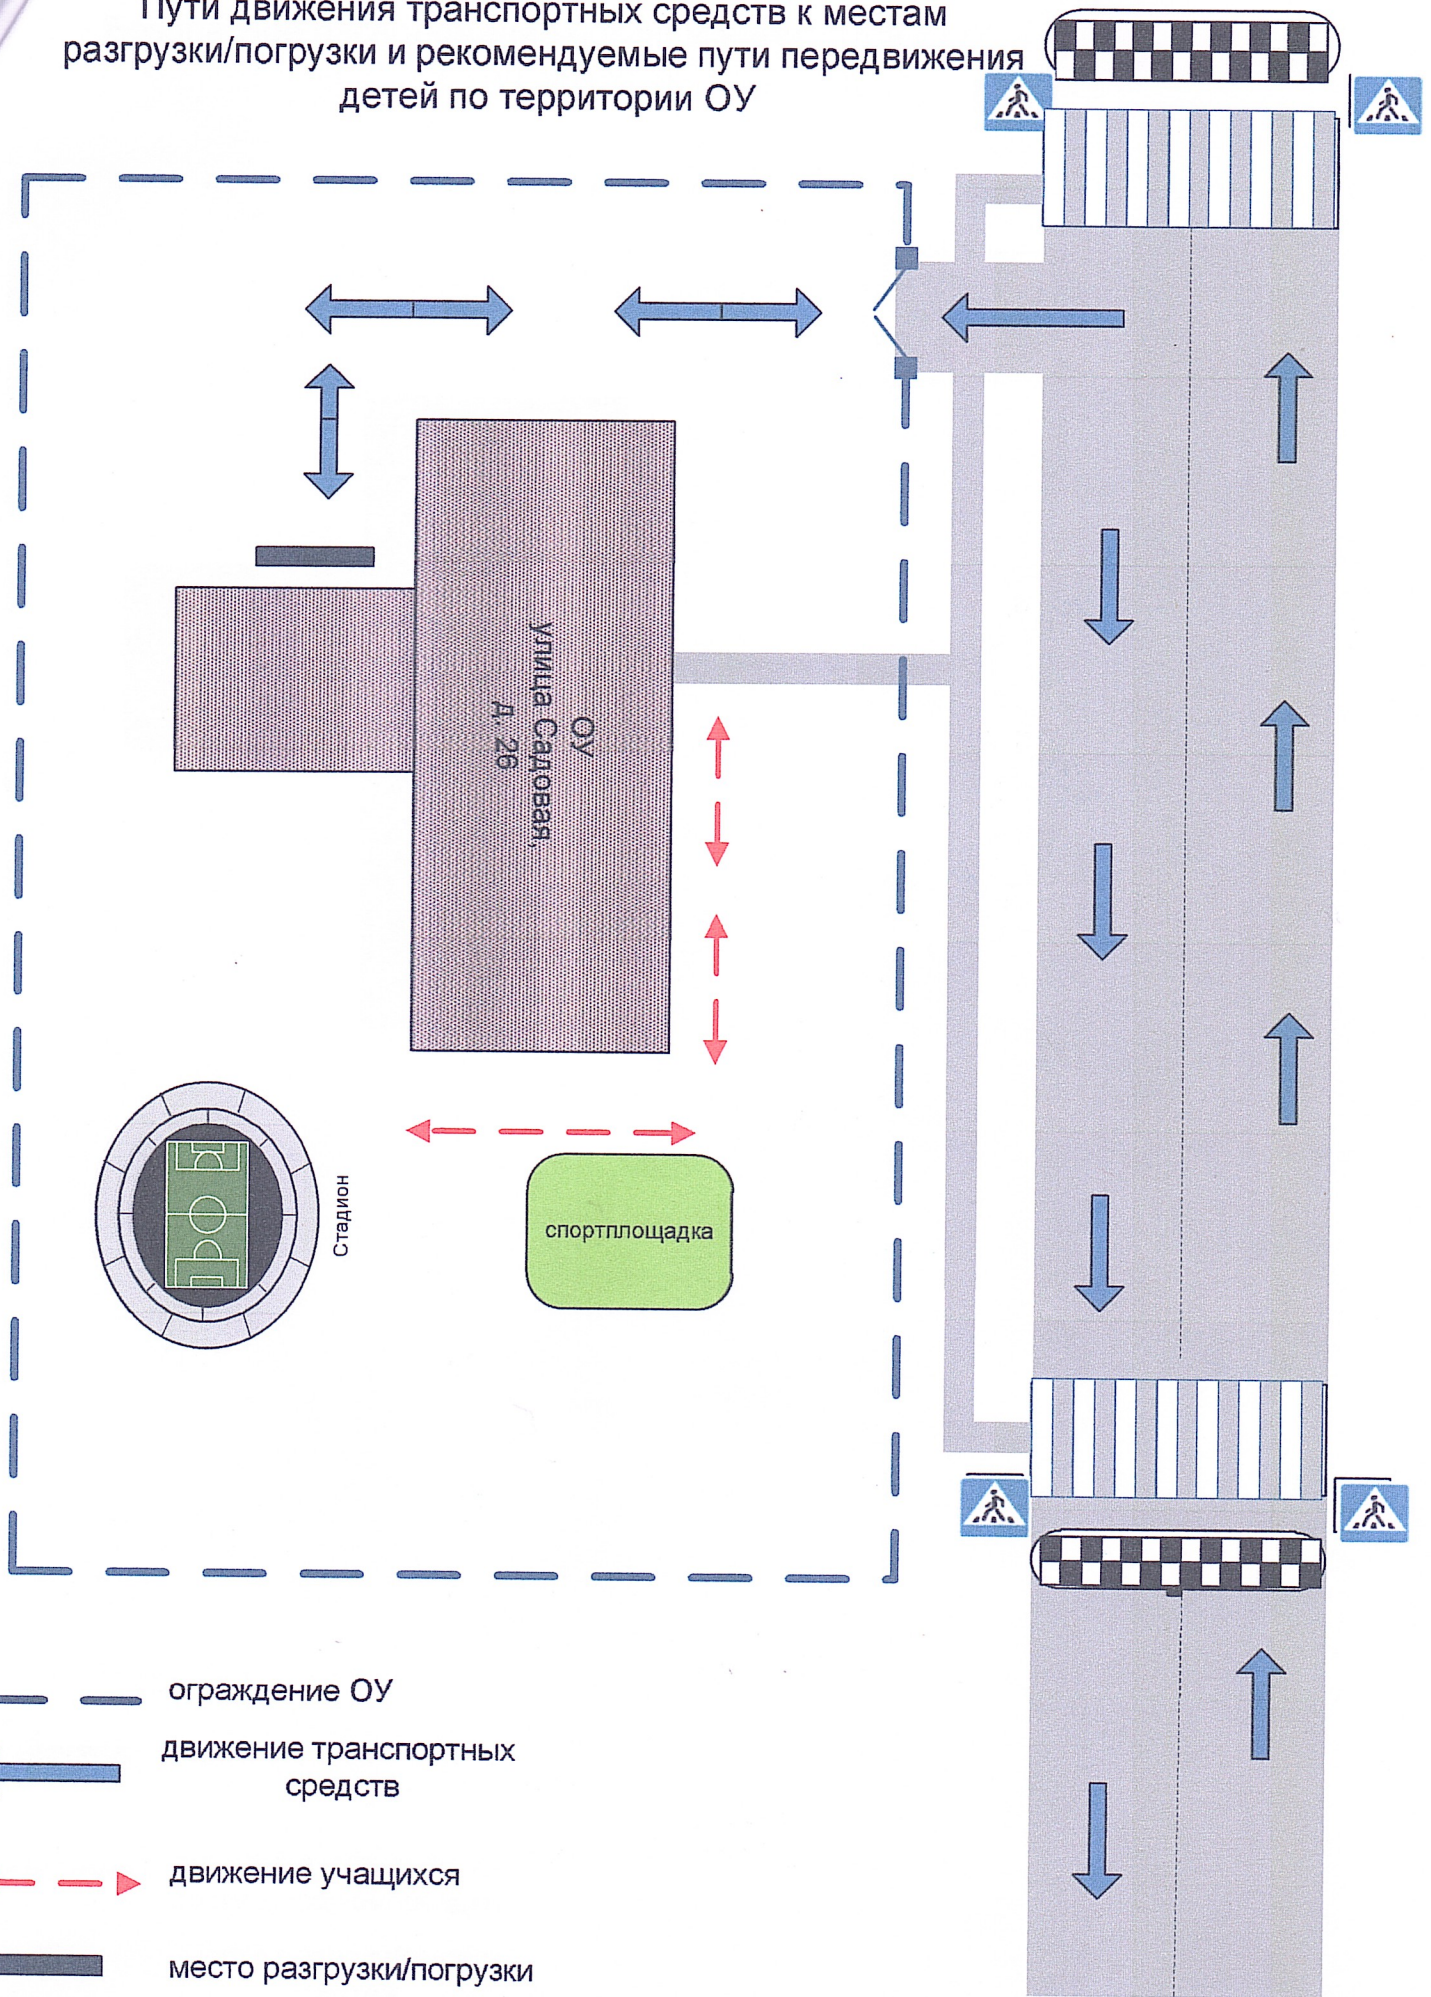 Пути движения транспортных средств к местам
разгрузки/погрузки и рекомендуемые пути передвижения
детей по территории ОУ
ОУ
улица Садовая,
д. 26
Стадион
спортплощадка
ограждение ОУ
движение транспортных
средств
движение учащихся
место разгрузки/погрузки